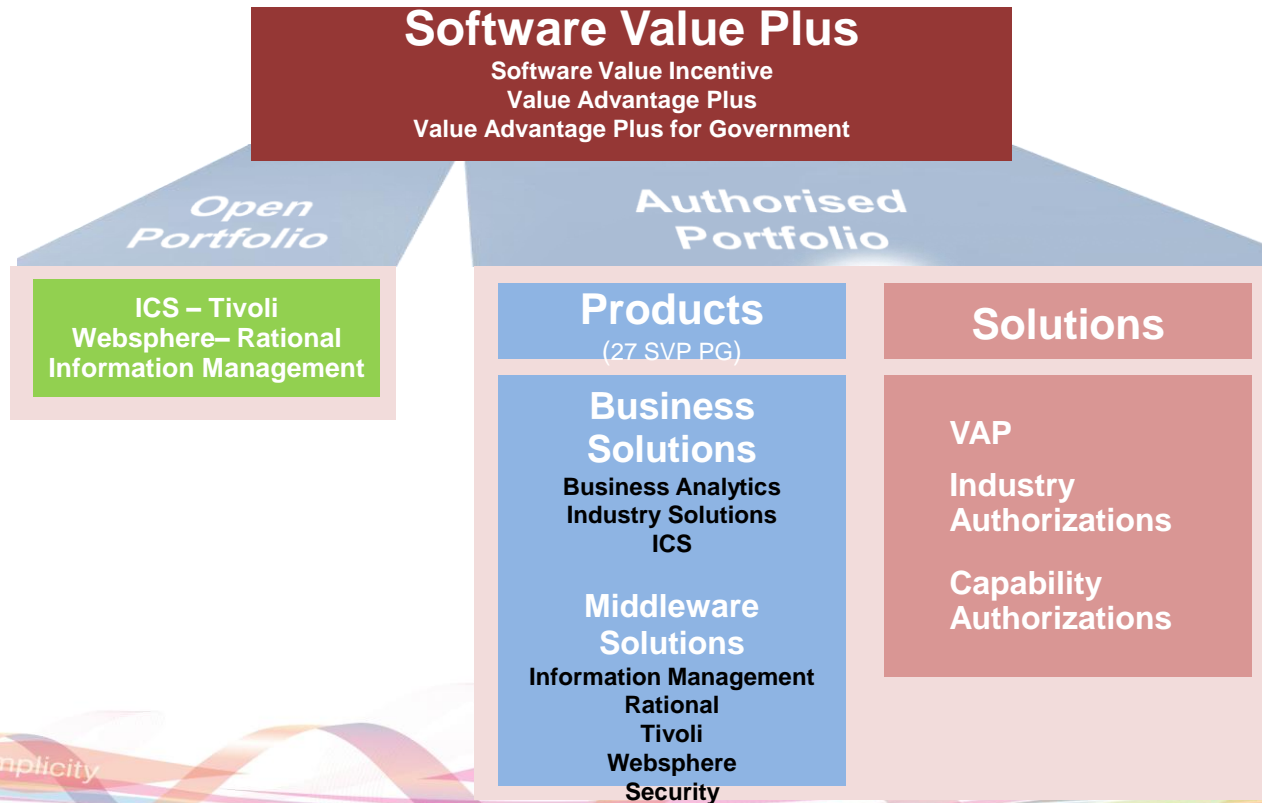 Software Value Plus
Software Value Incentive
Value Advantage Plus
Value Advantage Plus for Government
Open
Portfolio
Authorised
Portfolio
ICS – Tivoli
Websphere– Rational
Information Management
Products
(27 SVP PG)
Business
Solutions
Business Analytics
Industry Solutions
ICS
Middleware
Solutions
Information Management
Rational
Tivoli
Websphere
Security
Solutions
VAP
Industry
Authorizations
Capability
Authorizations